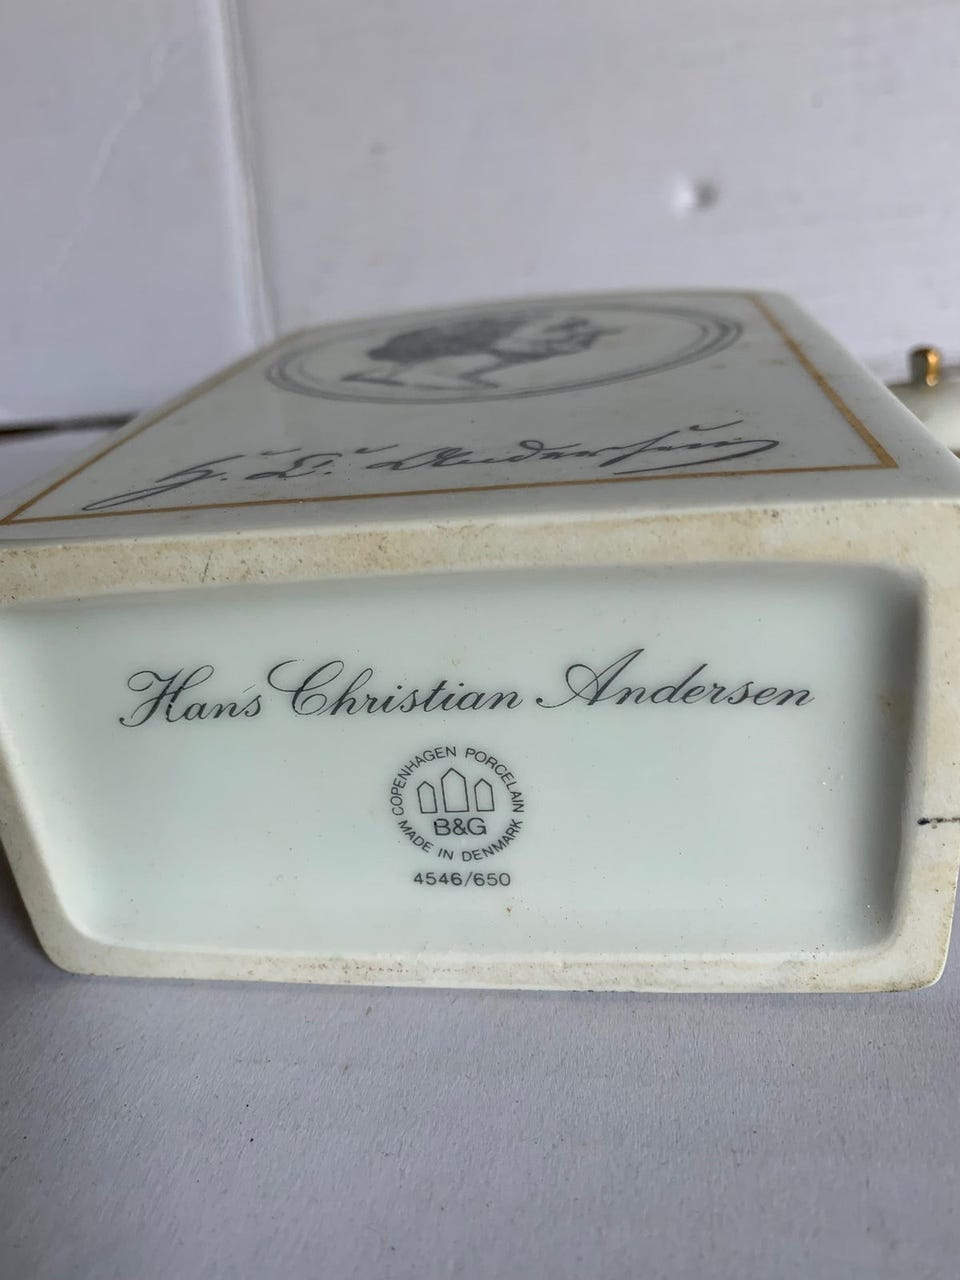 H. C. Andersen
Hans Christian Andersen
COPENHAGEN PORCELAIN
B&G
MADE IN DENMARK
4546/650